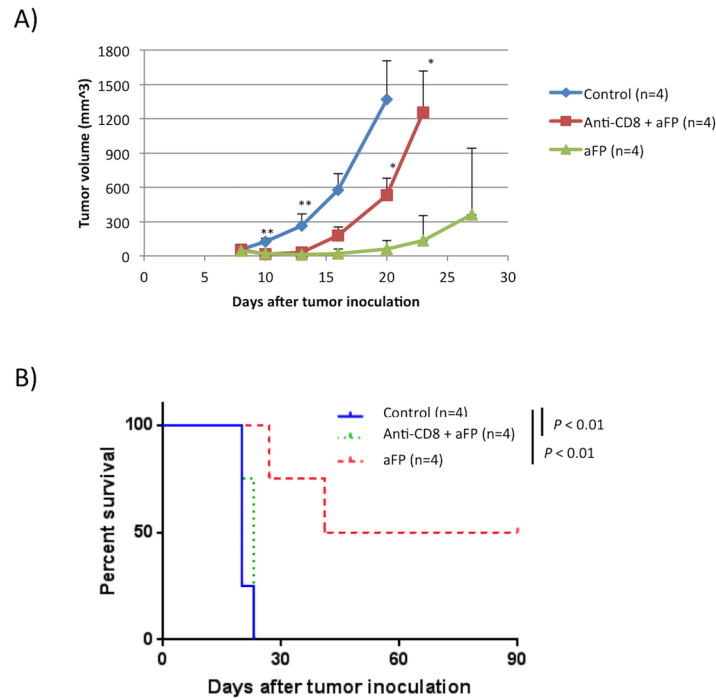 A)
1800
1500
1200
900
600
300
0
Tumor volume (mm^3)
**
**
*
*
0 5 10 15 20 25 30
Days after tumor inoculation
Control (n=4)
Anti-CD8 + aFP (n=4)
aFP (n=4)
B)
100
50
0
Percent survival
Control (n=4)
Anti-CD8 + aFP (n=4)
aFP (n=4)
P < 0.01
P < 0.01
0 30 60 90
Days after tumor inoculation